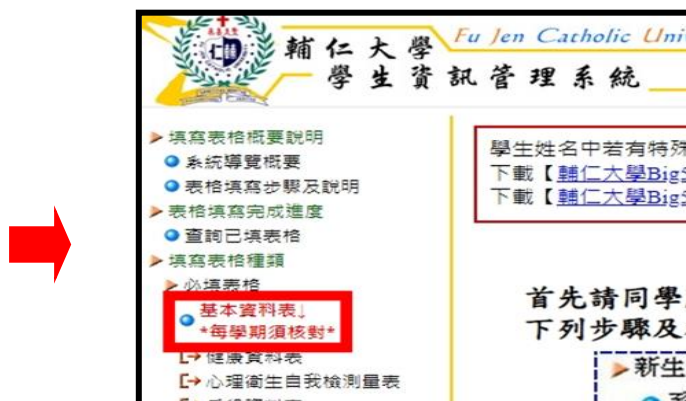 輔仁大學
Fu Jen Catholic Uni
學生資訊管理系統
填寫表格概要說明
系統導覽概要
表格填寫步驟及說明
表格填寫完成進度
查詢已填表格
填寫表格種類
必填表格
基本資料表↓
*每學期須核對*
健康資料表
心理衛生自我檢測量表
學生姓名中若有特殊
下載【輔仁大學Big5
下載【輔仁大學Big5
首先請同學
下列步驟及
新生